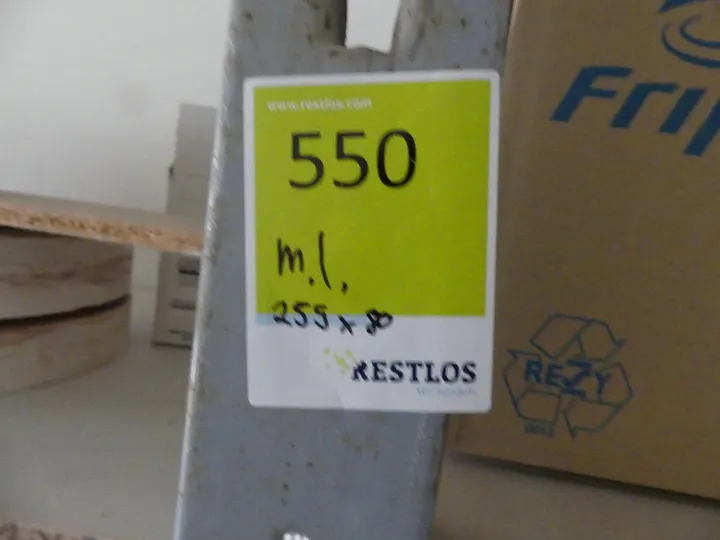 www.restlos.com
550
m.l.
255 x 80
RESTLOS
Fri
REZY